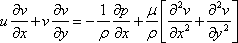 u ∂v/∂x + v ∂v/∂y = − 1/ρ ∂p/∂x + μ/ρ [ ∂²v/∂x² + ∂²v/∂y² ]